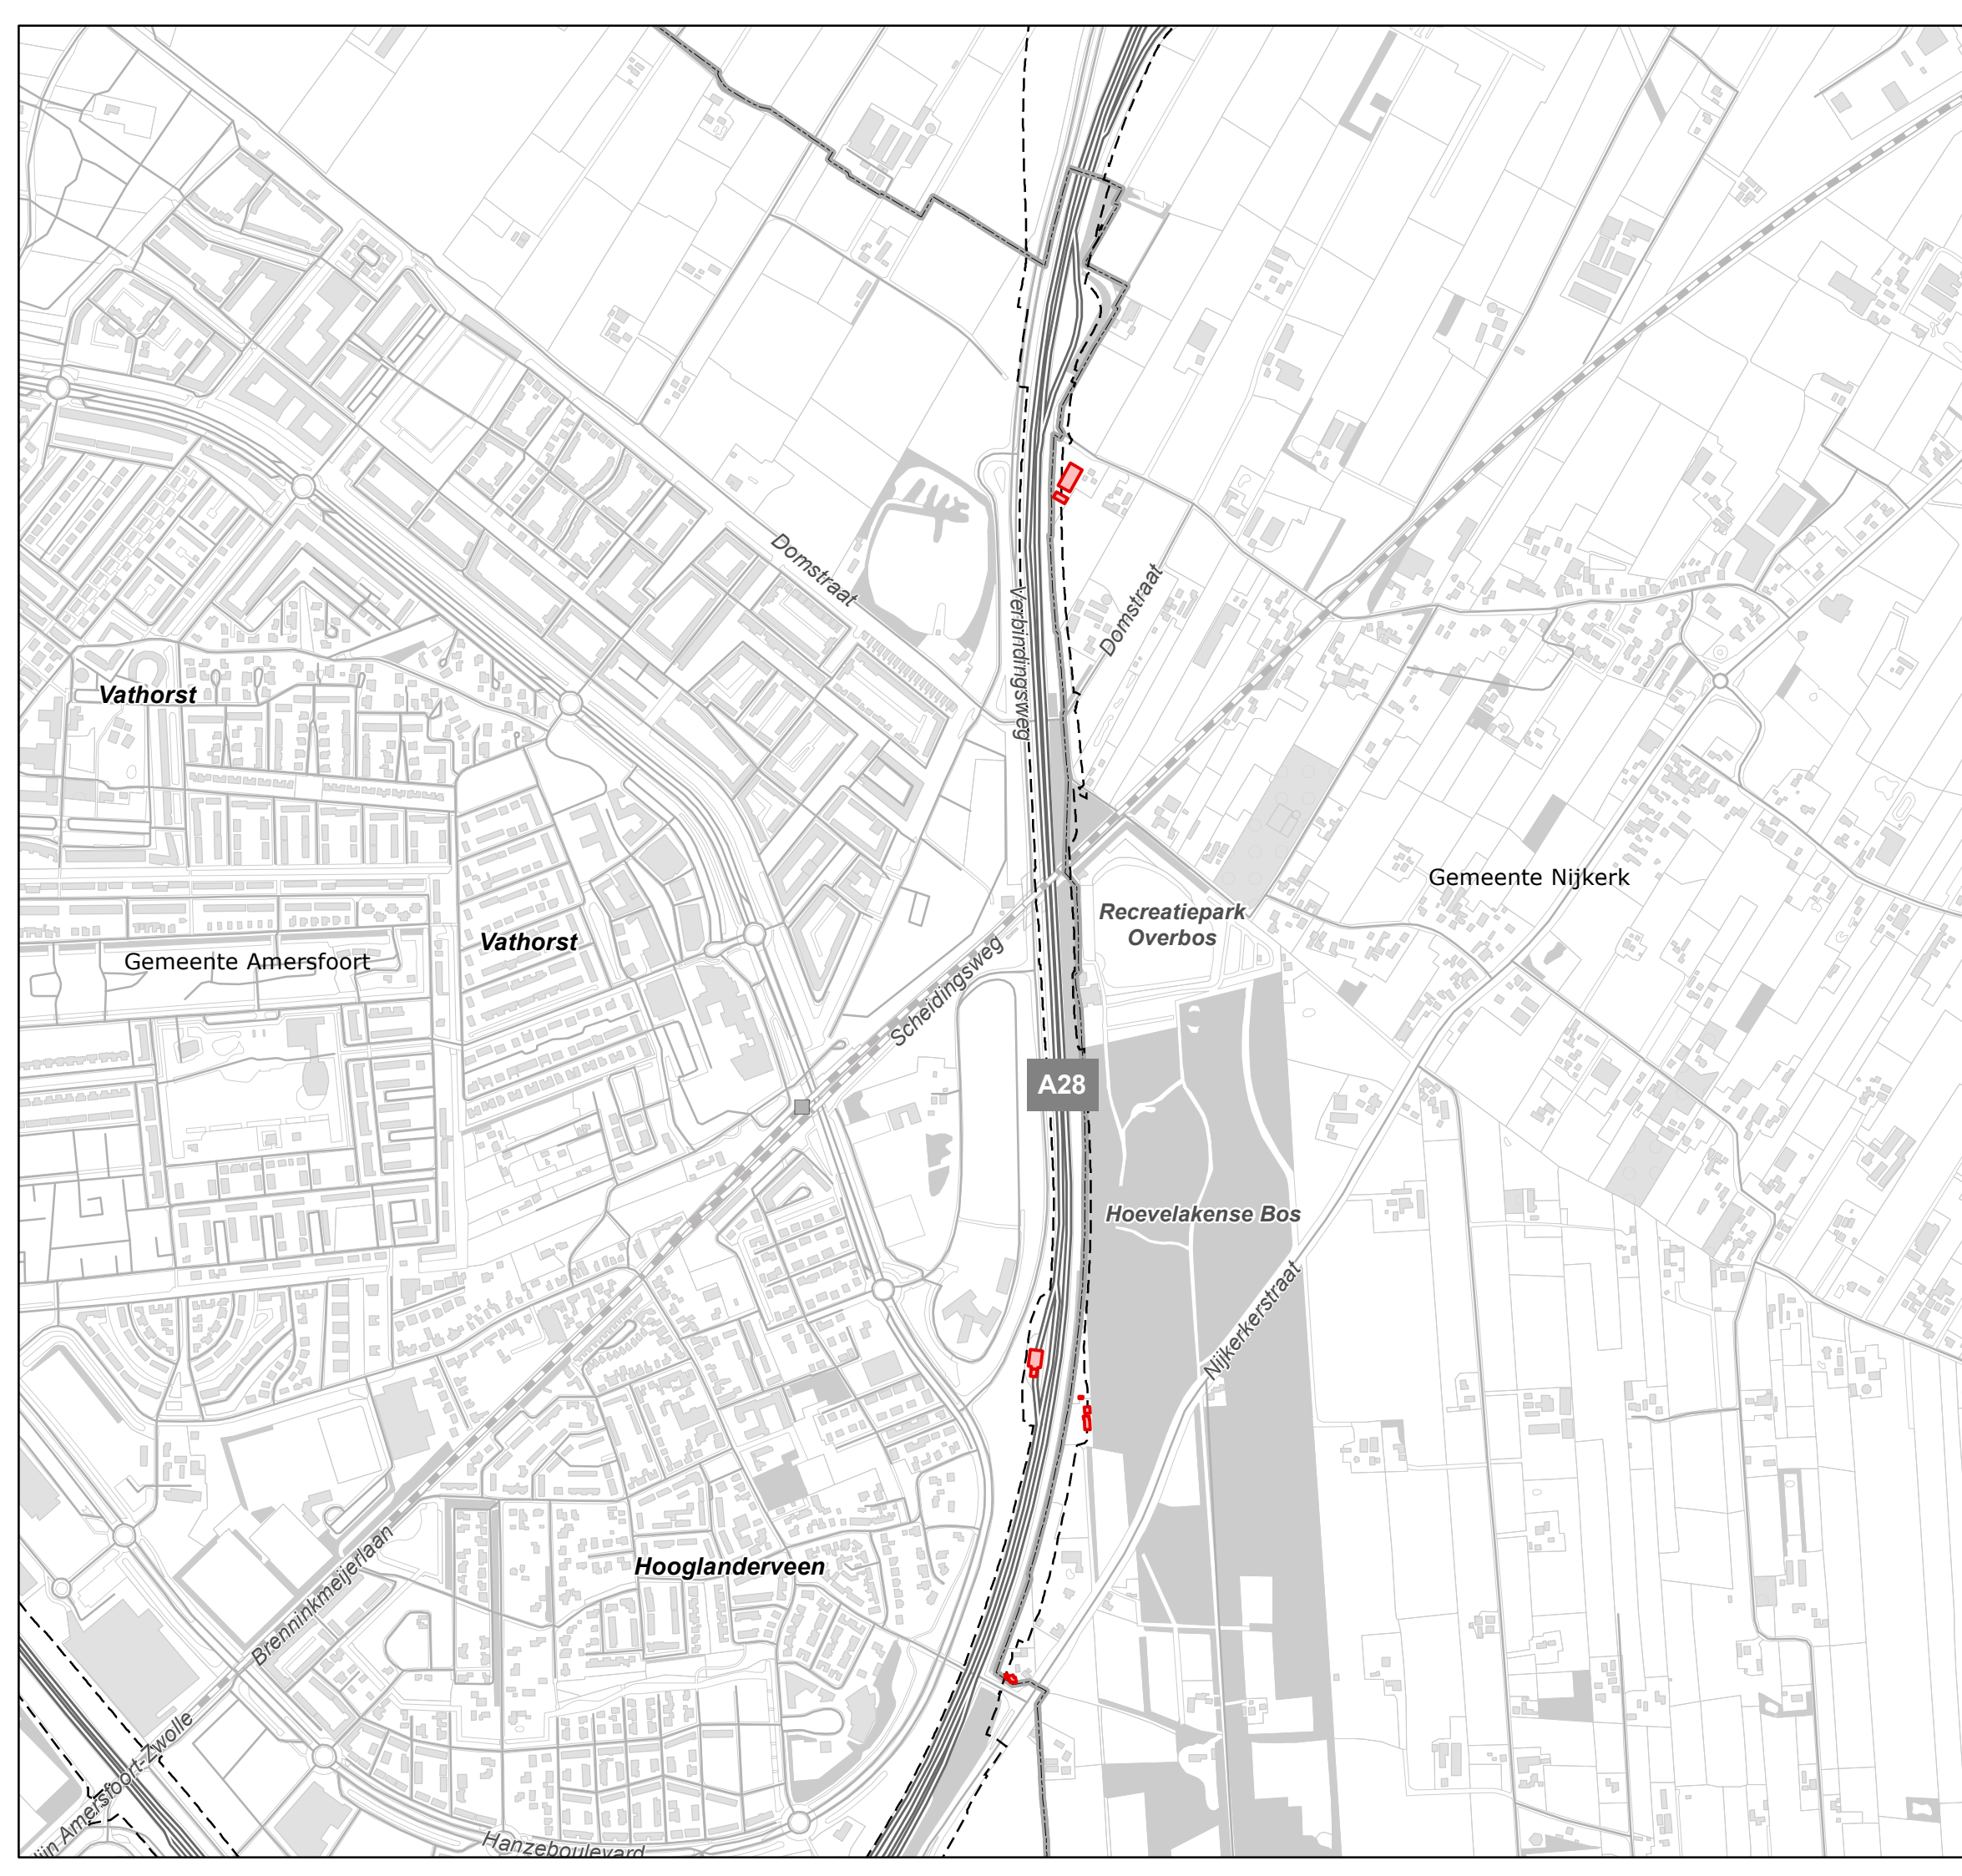 Domstraat
Verbindingsweg
Domstraat
Vathorst
Gemeente Nijkerk
Recreatiepark
Overbos
Vathorst
Gemeente Amersfoort
Scheidingsweg
A28
Hoevelakense Bos
Nijkerkerstraat
Hooglanderveen
Brenninkmeijerlaan
lijn Amersfoort-Zwolle
Hanzeboulevard